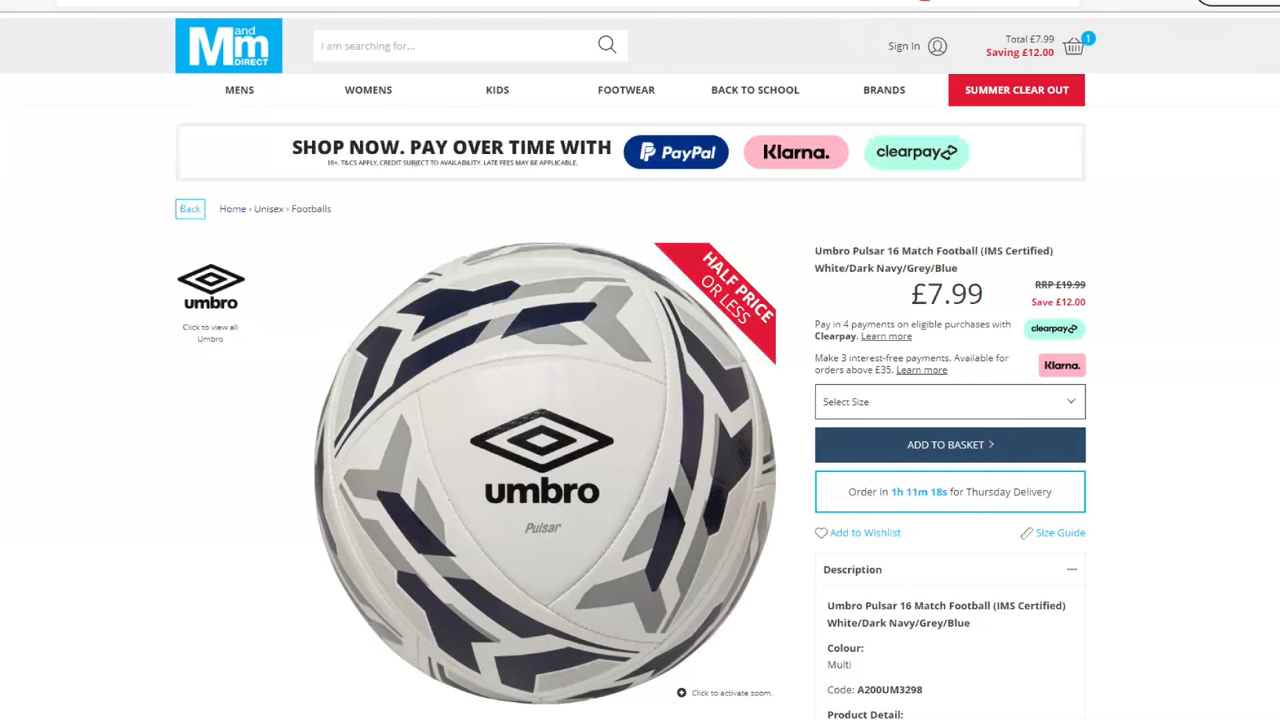 M and m DIRECT
I am searching for...
Sign In
Total £7.99
Saving £12.00
1
MENS
WOMENS
KIDS
FOOTWEAR
BACK TO SCHOOL
BRANDS
SUMMER CLEAR OUT
SHOP NOW. PAY OVER TIME WITH
18+. T&CS APPLY, CREDIT SUBJECT TO AVAILABILITY. LATE FEES MAY BE APPLICABLE.
PayPal
Klarna.
clearpay
Back
Home › Unisex › Footballs
umbro
Click to view all
Umbro
HALF PRICE
OR LESS
umbro
Pulsar
Click to activate zoom.
Umbro Pulsar 16 Match Football (IMS Certified)
White/Dark Navy/Grey/Blue
£7.99
RRP £19.99
Save £12.00
Pay in 4 payments on eligible purchases with
Clearpay. Learn more
clearpay
Make 3 interest-free payments. Available for
orders above £35. Learn more
Klarna.
Select Size
ADD TO BASKET
Order in 1h 11m 18s for Thursday Delivery
Add to Wishlist
Size Guide
Description
Umbro Pulsar 16 Match Football (IMS Certified)
White/Dark Navy/Grey/Blue
Colour:
Multi
Code: A200UM3298
Product Detail: